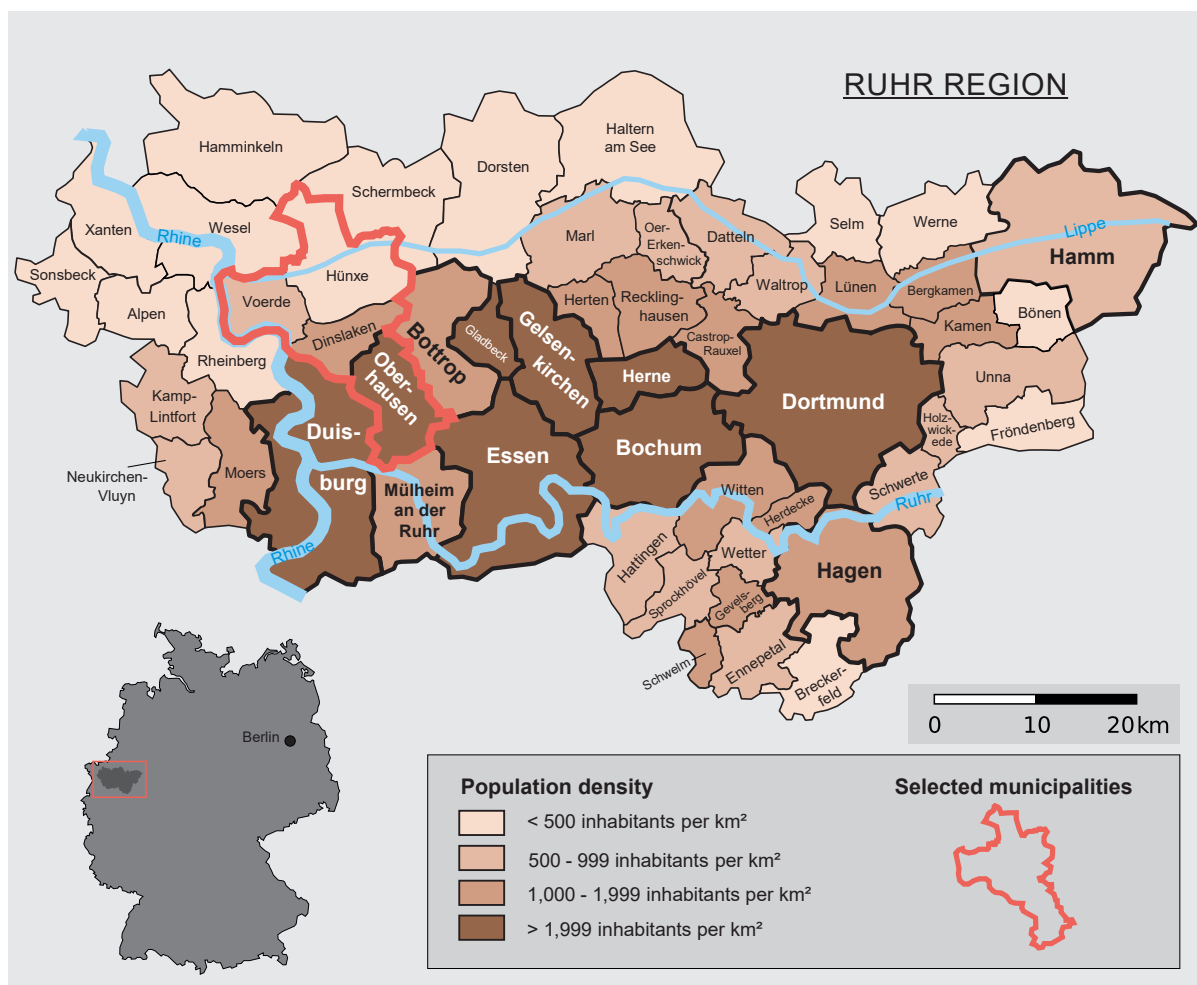 RUHR REGION
Hamminkeln
Haltern
am See
Dorsten
Schermbeck
Xanten
Rhine
Wesel
Marl
Oer-
Erken-
schwick
Datteln
Selm
Werne
Lippe
Hamm
Sonsbeck
Hünxe
Alpen
Voerde
Waltrop
Lünen
Bergkamen
Bönen
Kamen
Herten
Reckling-
hausen
Castrop-
Rauxel
Dinslaken
Bottrop
Gladbeck
Gelsen-
kirchen
Rheinberg
Ober-
hausen
Herne
Unna
Kamp-
Lintfort
Dortmund
Holz-
wick-
ede
Fröndenberg
Duis-
burg
Essen
Bochum
Neukirchen-
Vluyn
Moers
Mülheim
an der
Ruhr
Witten
Herdecke
Schwerte
Ruhr
Rhine
Hattingen
Wetter
Hagen
Sprockhövel
Gevels-
berg
Schwelm
Ennepetal
Brecker-
feld
0 10 20 km
Berlin
Population density
< 500 inhabitants per km²
500 - 999 inhabitants per km²
1,000 - 1,999 inhabitants per km²
> 1,999 inhabitants per km²
Selected municipalities